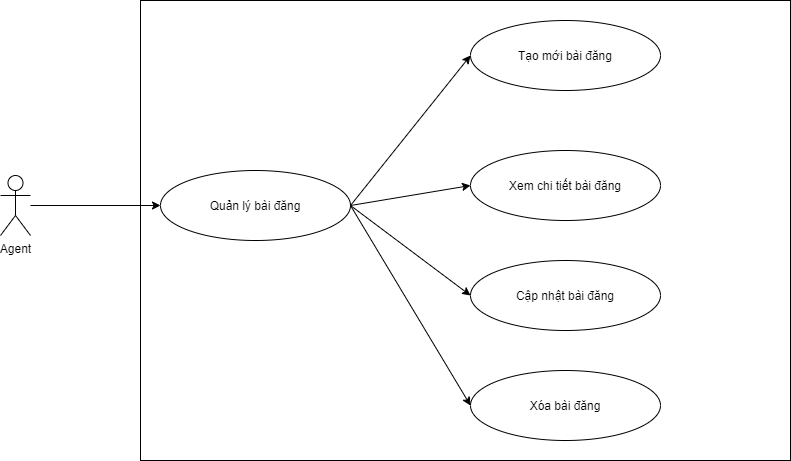 Tạo mới bài đăng
Xem chi tiết bài đăng
Quản lý bài đăng
Agent
Cập nhật bài đăng
Xóa bài đăng